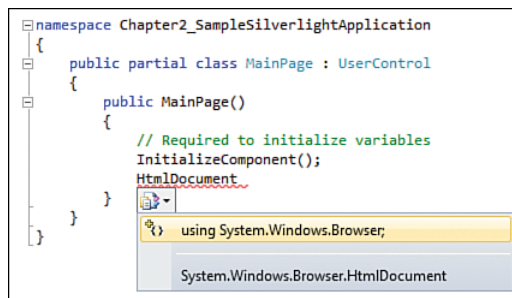 namespace Chapter2_SampleSilverlightApplication
{
public partial class MainPage : UserControl
{
public MainPage()
{
// Required to initialize variables
InitializeComponent();
HtmlDocument
}
}
}
using System.Windows.Browser;
System.Windows.Browser.HtmlDocument